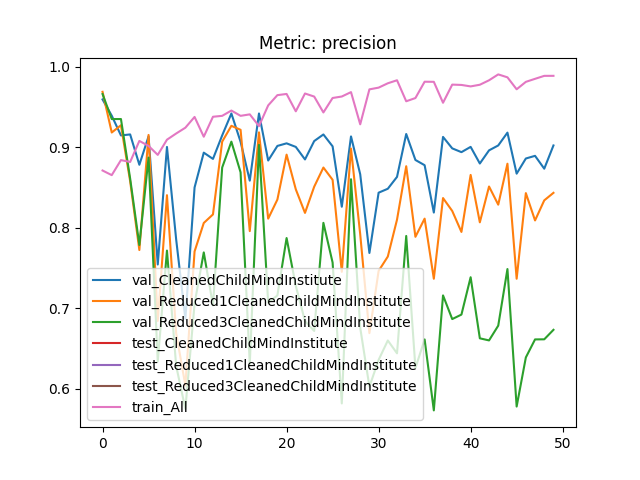 Metric: precision
1.0
0.9
0.8
0.7
0.6
val_CleanedChildMindInstitute
val_Reduced1CleanedChildMindInstitute
val_Reduced3CleanedChildMindInstitute
test_CleanedChildMindInstitute
test_Reduced1CleanedChildMindInstitute
test_Reduced3CleanedChildMindInstitute
train_All
0 10 20 30 40 50